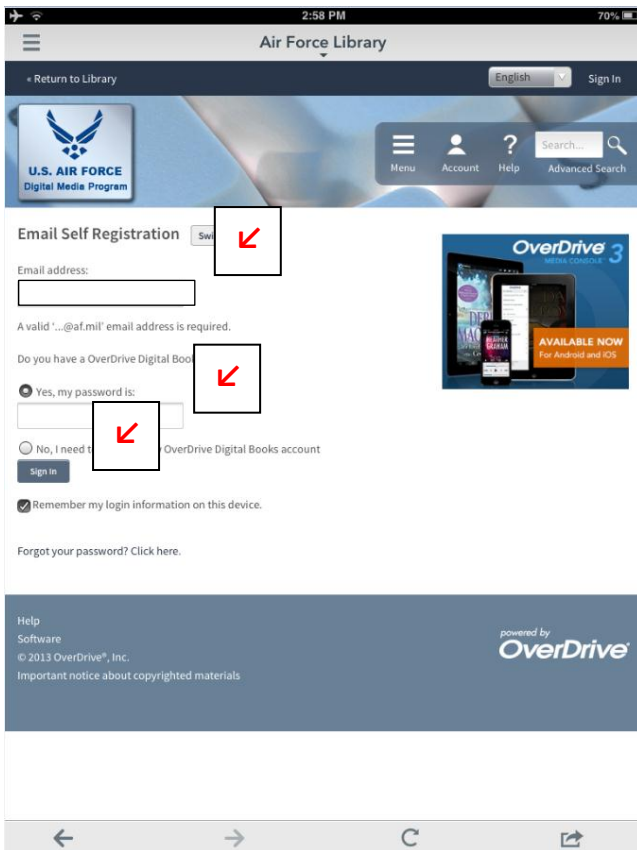 2:58 PM
70%
Air Force Library
« Return to Library
English
Sign In
U.S. AIR FORCE
Digital Media Program
Menu
Account
?
Help
Search...
Advanced Search
Email Self Registration
OverDrive 3
MEDIA CONSOLE
Email address:
A valid '...@af.mil' email address is required.
Do you have a OverDrive Digital
AVAILABLE NOW
For Android and iOS
HEATHER
GRAHAM
Yes, my password is:
No, I need OverDrive Digital Books account
Sign In
Remember my login information on this device.
Forgot your password? Click here.
Help
Software
© 2013 OverDrive®, Inc.
Important notice about copyrighted materials
powered by
OverDrive®